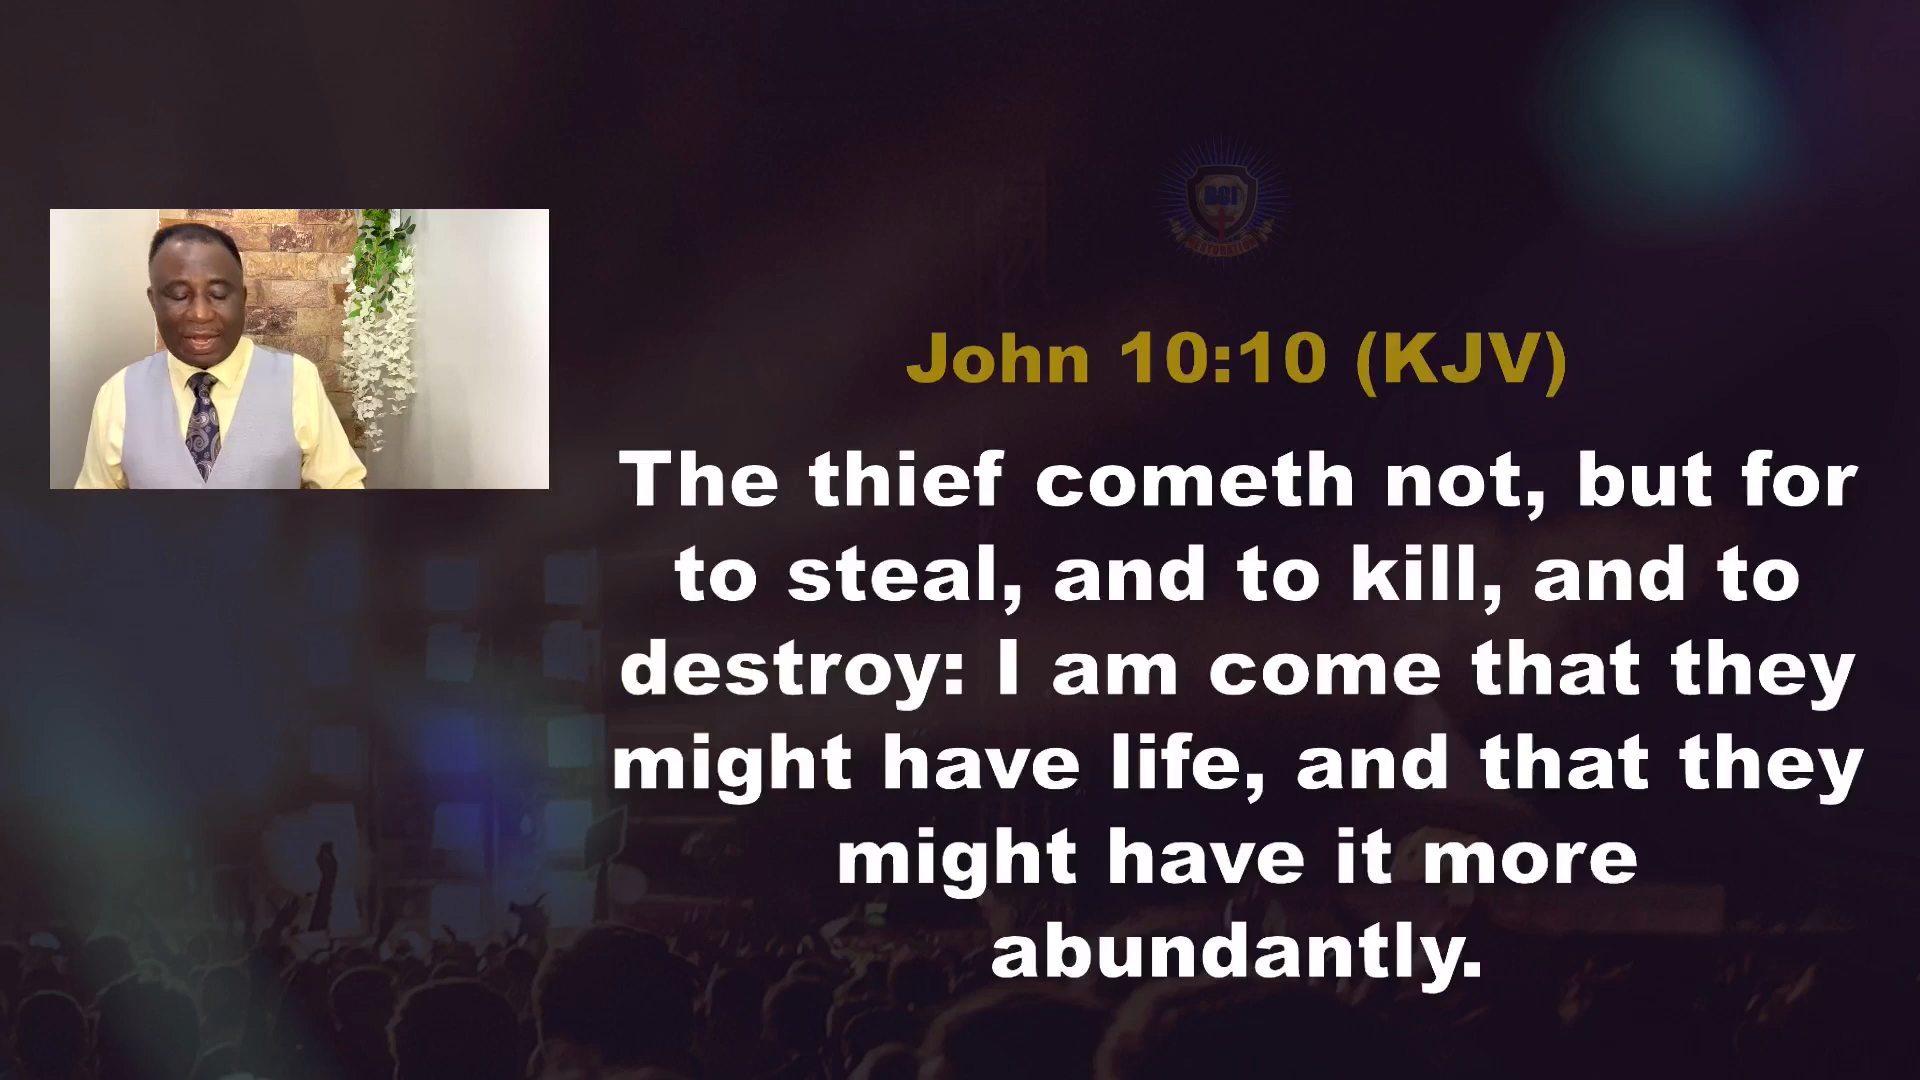 John 10:10 (KJV)
The thief cometh not, but for
to steal, and to kill, and to
destroy: I am come that they
might have life, and that they
might have it more
abundantly.